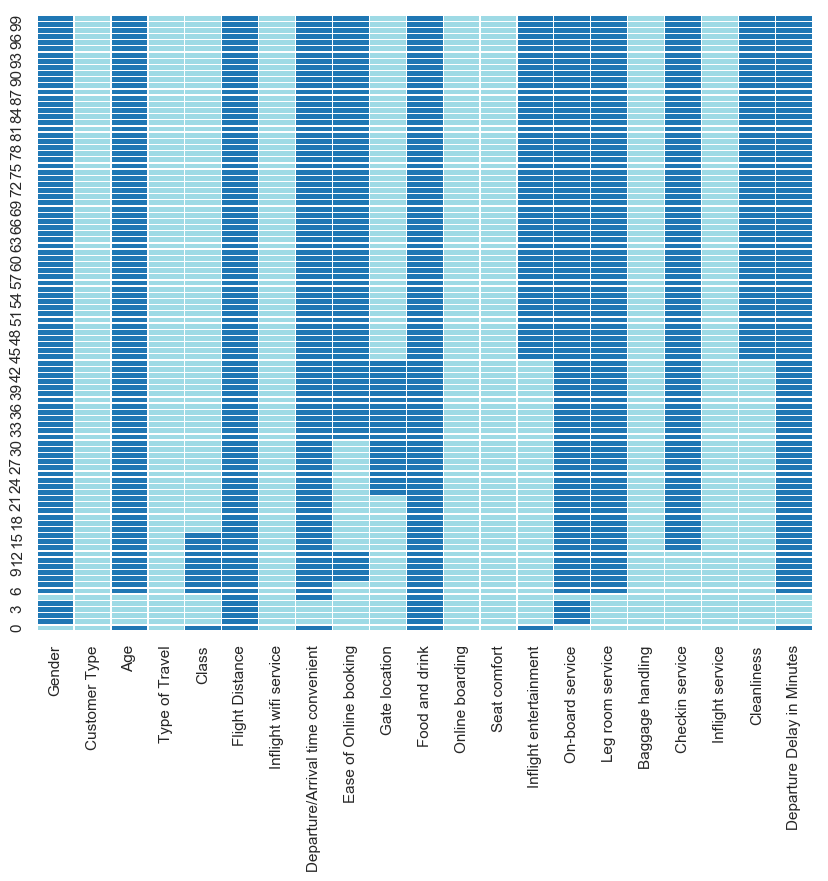 99
96
93
90
87
84
81
78
75
72
69
66
63
60
57
54
51
48
45
42
39
36
33
30
27
24
21
18
15
12
9
6
3
0
Gender
Customer Type
Age
Type of Travel
Class
Flight Distance
Inflight wifi service
Departure/Arrival time convenient
Ease of Online booking
Gate location
Food and drink
Online boarding
Seat comfort
Inflight entertainment
On-board service
Leg room service
Baggage handling
Checkin service
Inflight service
Cleanliness
Departure Delay in Minutes